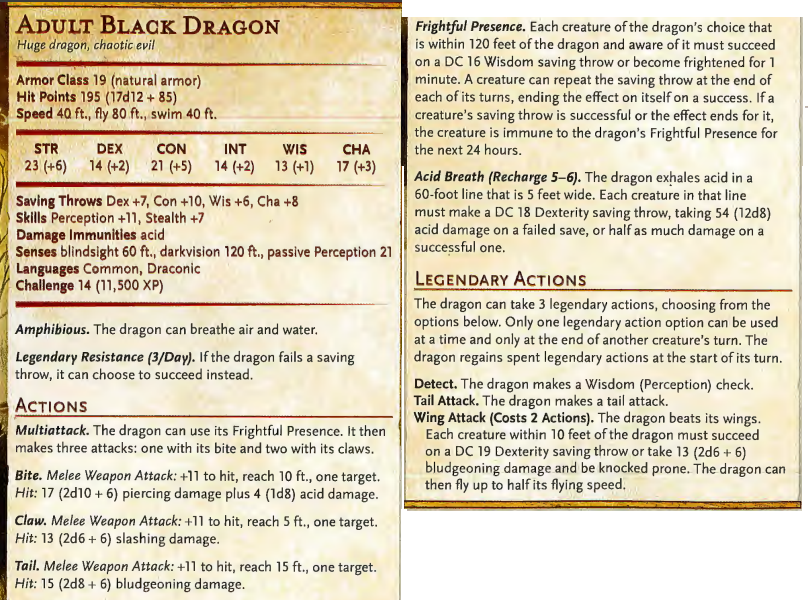 ADULT BLACK DRAGON
Huge dragon, chaotic evil
Armor Class 19 (natural armor)
Hit Points 195 (17d12 + 85)
Speed 40 ft., fly 80 ft., swim 40 ft.
STR DEX CON INT WIS CHA
23 (+6) 14 (+2) 21 (+5) 14 (+2) 13 (+1) 17 (+3)
Saving Throws Dex +7, Con +10, Wis +6, Cha +8
Skills Perception +11, Stealth +7
Damage Immunities acid
Senses blindsight 60 ft., darkvision 120 ft., passive Perception 21
Languages Common, Draconic
Challenge 14 (11,500 XP)
Amphibious. The dragon can breathe air and water.
Legendary Resistance (3/Day). If the dragon fails a saving
throw, it can choose to succeed instead.
ACTIONS
Multiattack. The dragon can use its Frightful Presence. It then
makes three attacks: one with its bite and two with its claws.
Bite. Melee Weapon Attack: +11 to hit, reach 10 ft., one target.
Hit: 17 (2d10 + 6) piercing damage plus 4 (1d8) acid damage.
Claw. Melee Weapon Attack: +11 to hit, reach 5 ft., one target.
Hit: 13 (2d6 + 6) slashing damage.
Tail. Melee Weapon Attack: +11 to hit, reach 15 ft., one target.
Hit: 15 (2d8 + 6) bludgeoning damage.
Frightful Presence. Each creature of the dragon's choice that
is within 120 feet of the dragon and aware of it must succeed
on a DC 16 Wisdom saving throw or become frightened for 1
minute. A creature can repeat the saving throw at the end of
each of its turns, ending the effect on itself on a success. If a
creature's saving throw is successful or the effect ends for it,
the creature is immune to the dragon's Frightful Presence for
the next 24 hours.
Acid Breath (Recharge 5–6). The dragon exhales acid in a
60-foot line that is 5 feet wide. Each creature in that line
must make a DC 18 Dexterity saving throw, taking 54 (12d8)
acid damage on a failed save, or half as much damage on a
successful one.
LEGENDARY ACTIONS
The dragon can take 3 legendary actions, choosing from the
options below. Only one legendary action option can be used
at a time and only at the end of another creature's turn. The
dragon regains spent legendary actions at the start of its turn.
Detect. The dragon makes a Wisdom (Perception) check.
Tail Attack. The dragon makes a tail attack.
Wing Attack (Costs 2 Actions). The dragon beats its wings.
Each creature within 10 feet of the dragon must succeed
on a DC 19 Dexterity saving throw or take 13 (2d6 + 6)
bludgeoning damage and be knocked prone. The dragon can
then fly up to half its flying speed.